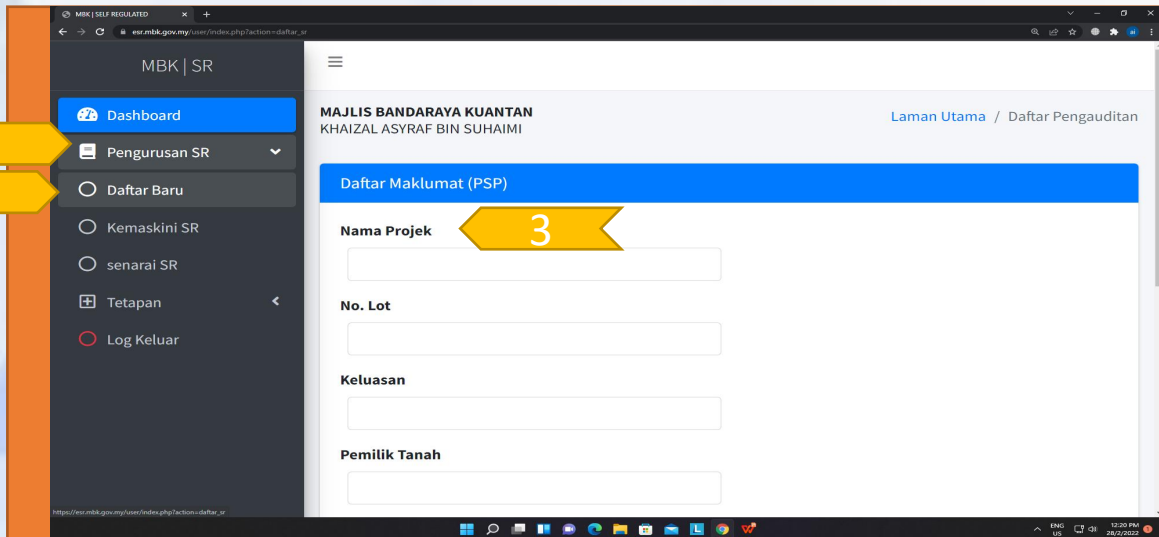 MBK | SELF REGULATED
esr.mbk.gov.my/user/index.php?action=daftar_sr
MBK | SR
Dashboard
Pengurusan SR
Daftar Baru
Kemaskini SR
senarai SR
Tetapan
Log Keluar
MAJLIS BANDARAYA KUANTAN
KHAIZAL ASYRAF BIN SUHAIMI
Laman Utama / Daftar Pengauditan
Daftar Maklumat (PSP)
Nama Projek
3
No. Lot
Keluasan
Pemilik Tanah
https://esr.mbk.gov.my/user/index.php?action=daftar_sr
ENG
US
12:20 PM
28/2/2022